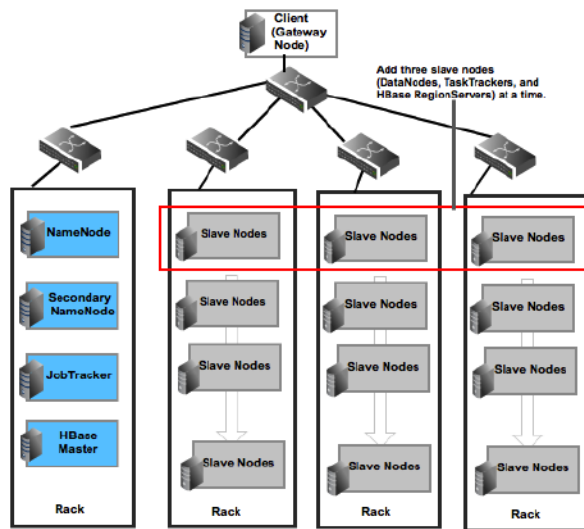 Client
(Gateway
Node)
Add three slave nodes
(DataNodes, TaskTrackers, and
HBase RegionServers) at a time.
NameNode
Secondary
NameNode
JobTracker
HBase
Master
Rack
Slave Nodes
Slave Nodes
Slave Nodes
Slave Nodes
Rack
Slave Nodes
Slave Nodes
Slave Nodes
Slave Nodes
Rack
Slave Nodes
Slave Nodes
Slave Nodes
Slave Nodes
Rack